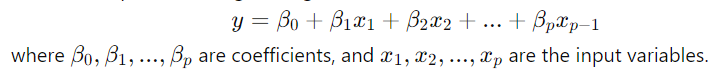 y = β₀ + β₁x₁ + β₂x₂ + ... + βₚxₚ₋₁
where β₀, β₁, ..., βₚ are coefficients, and x₁, x₂, ..., xₚ are the input variables.